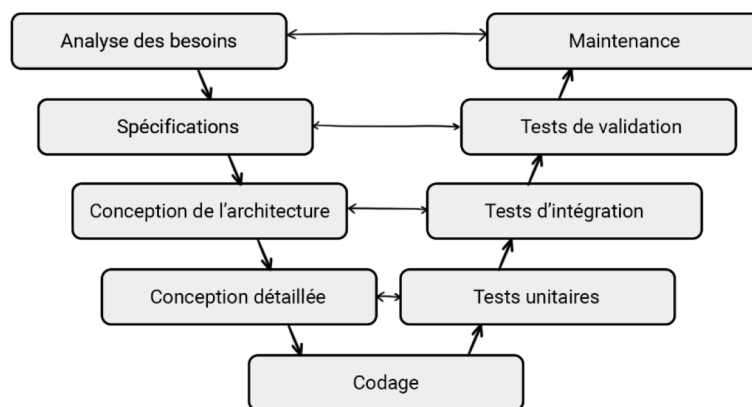 Analyse des besoins
Maintenance
Spécifications
Tests de validation
Conception de l'architecture
Tests d'intégration
Conception détaillée
Tests unitaires
Codage